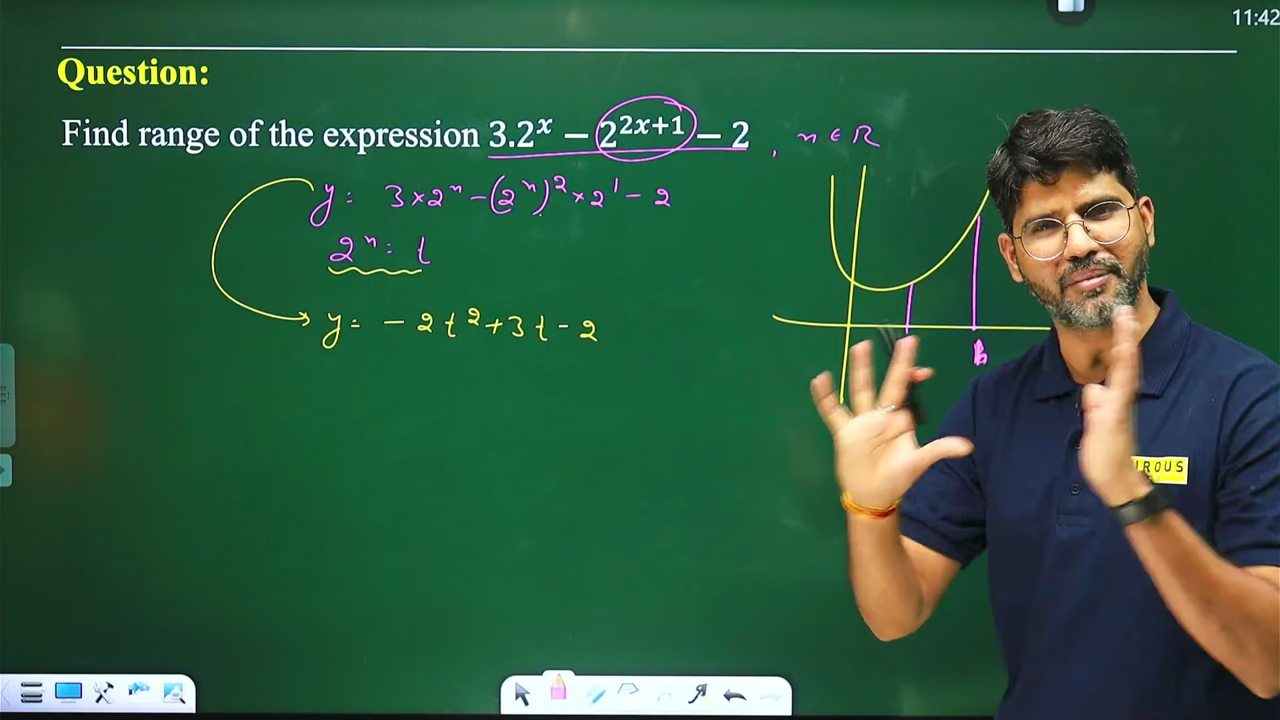 11:42
Question:
Find range of the expression 3.2^x − 2^{2x+1} − 2 , x ∈ R
y = 3×2^x − (2^x)^2 × 2^1 − 2
2^x = t
y = − 2t^2 + 3t − 2
B
ROUS